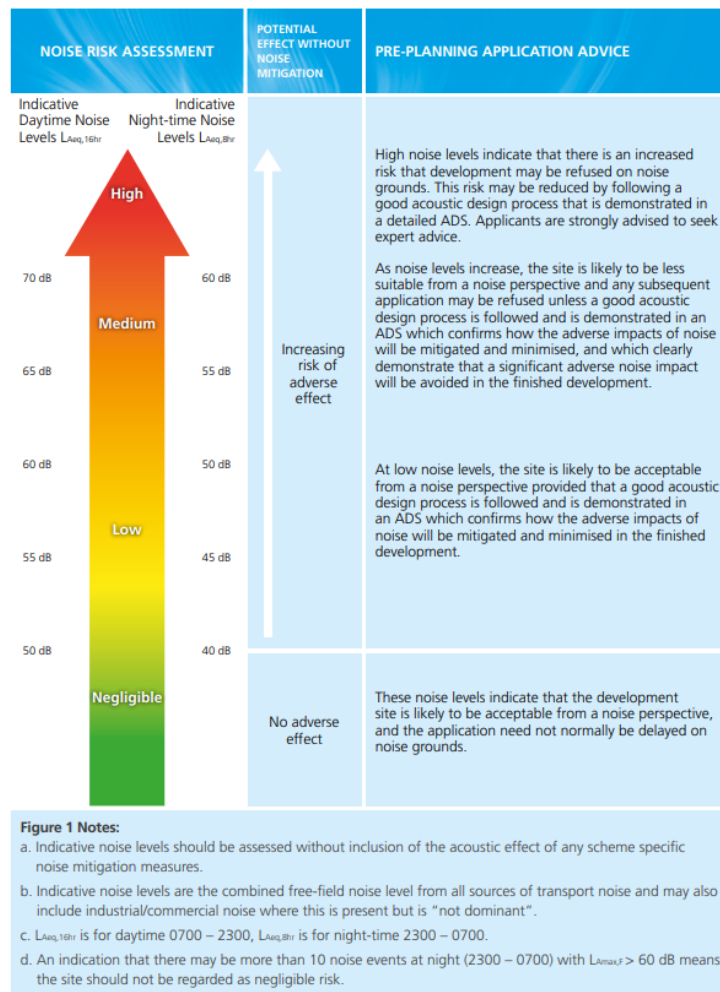 NOISE RISK ASSESSMENT
POTENTIAL
EFFECT WITHOUT
NOISE
MITIGATION
PRE-PLANNING APPLICATION ADVICE
Indicative
Daytime Noise
Levels LAeq,16hr
Indicative
Night-time Noise
Levels LAeq,8hr
High
70 dB
60 dB
Medium
65 dB
55 dB
60 dB
50 dB
Low
55 dB
45 dB
50 dB
40 dB
Negligible
Increasing
risk of
adverse
effect
No adverse
effect
High noise levels indicate that there is an increased
risk that development may be refused on noise
grounds. This risk may be reduced by following a
good acoustic design process that is demonstrated in
a detailed ADS. Applicants are strongly advised to seek
expert advice.
As noise levels increase, the site is likely to be less
suitable from a noise perspective and any subsequent
application may be refused unless a good acoustic
design process is followed and is demonstrated in an
ADS which confirms how the adverse impacts of noise
will be mitigated and minimised, and which clearly
demonstrate that a significant adverse noise impact
will be avoided in the finished development.
At low noise levels, the site is likely to be acceptable
from a noise perspective provided that a good acoustic
design process is followed and is demonstrated in
an ADS which confirms how the adverse impacts of
noise will be mitigated and minimised in the finished
development.
These noise levels indicate that the development
site is likely to be acceptable from a noise perspective,
and the application need not normally be delayed on
noise grounds.
Figure 1 Notes:
a. Indicative noise levels should be assessed without inclusion of the acoustic effect of any scheme specific
noise mitigation measures.
b. Indicative noise levels are the combined free-field noise level from all sources of transport noise and may also
include industrial/commercial noise where this is present but is "not dominant".
c. LAeq,16hr is for daytime 0700 – 2300, LAeq,8hr is for night-time 2300 – 0700.
d. An indication that there may be more than 10 noise events at night (2300 – 0700) with LAmax,F > 60 dB means
the site should not be regarded as negligible risk.